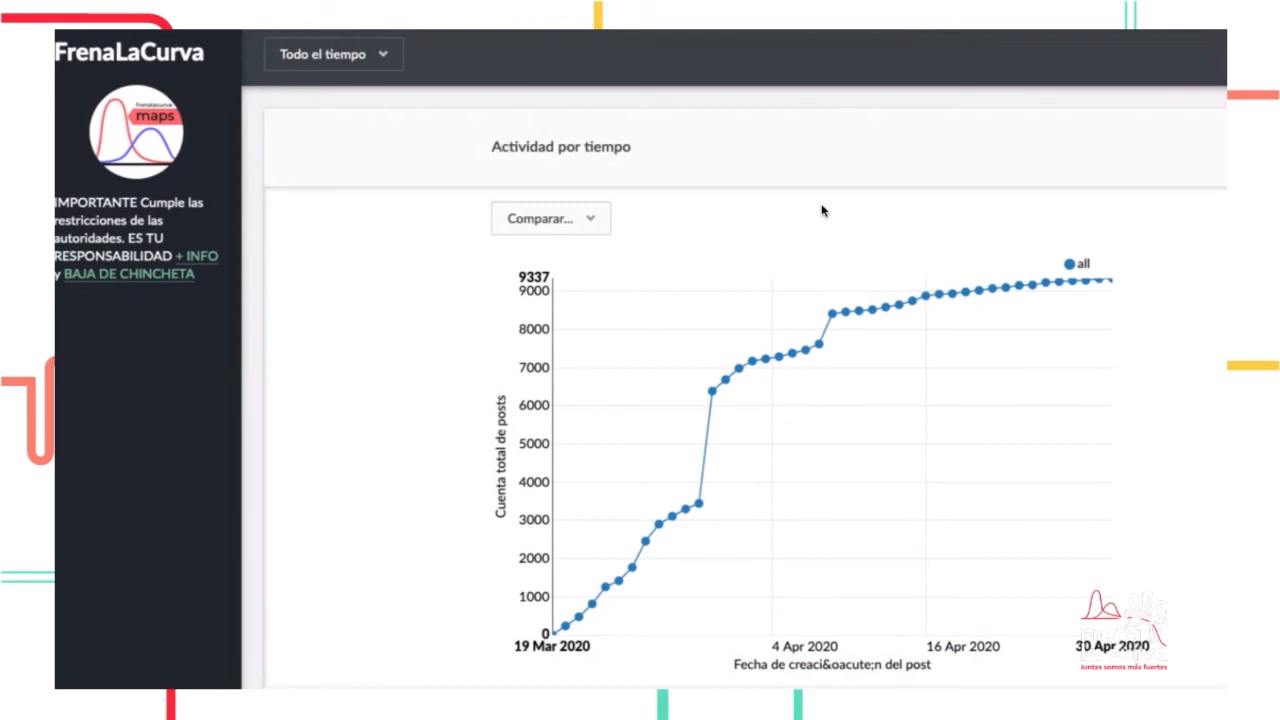 FrenaLaCurva
Todo el tiempo
frenalacurva
maps
IMPORTANTE Cumple las
restricciones de las
autoridades. ES TU
RESPONSABILIDAD + INFO
y BAJA DE CHINCHETA
Actividad por tiempo
Comparar...
all
9337
9000
8000
7000
6000
5000
4000
3000
2000
1000
0
Cuenta total de posts
19 Mar 2020
4 Apr 2020
16 Apr 2020
30 Apr 2020
Fecha de creaci&oacute;n del post
Juntxs somos más fuertes